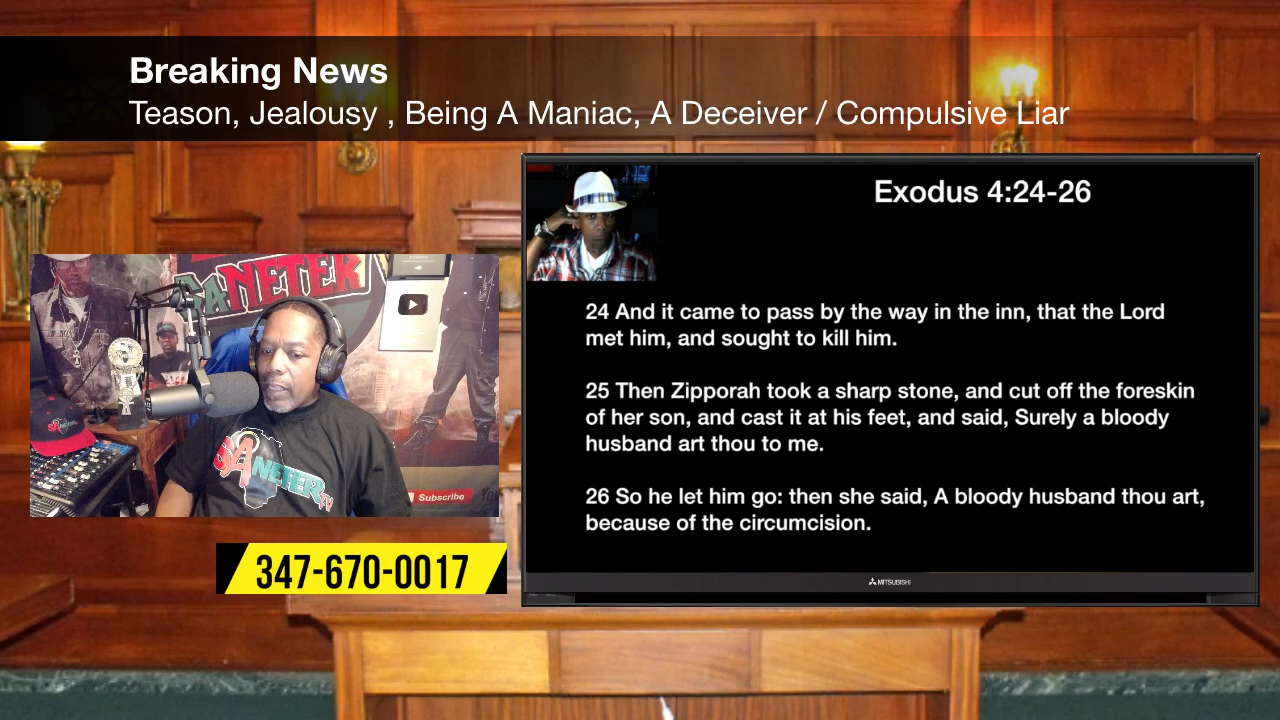 Breaking News
Teason, Jealousy , Being A Maniac, A Deceiver / Compulsive Liar
Exodus 4:24-26
24 And it came to pass by the way in the inn, that the Lord
met him, and sought to kill him.
25 Then Zipporah took a sharp stone, and cut off the foreskin
of her son, and cast it at his feet, and said, Surely a bloody
husband art thou to me.
26 So he let him go: then she said, A bloody husband thou art,
because of the circumcision.
MITSUBISHI
SANETER
Subscribe
SANETER TV
347-670-0017